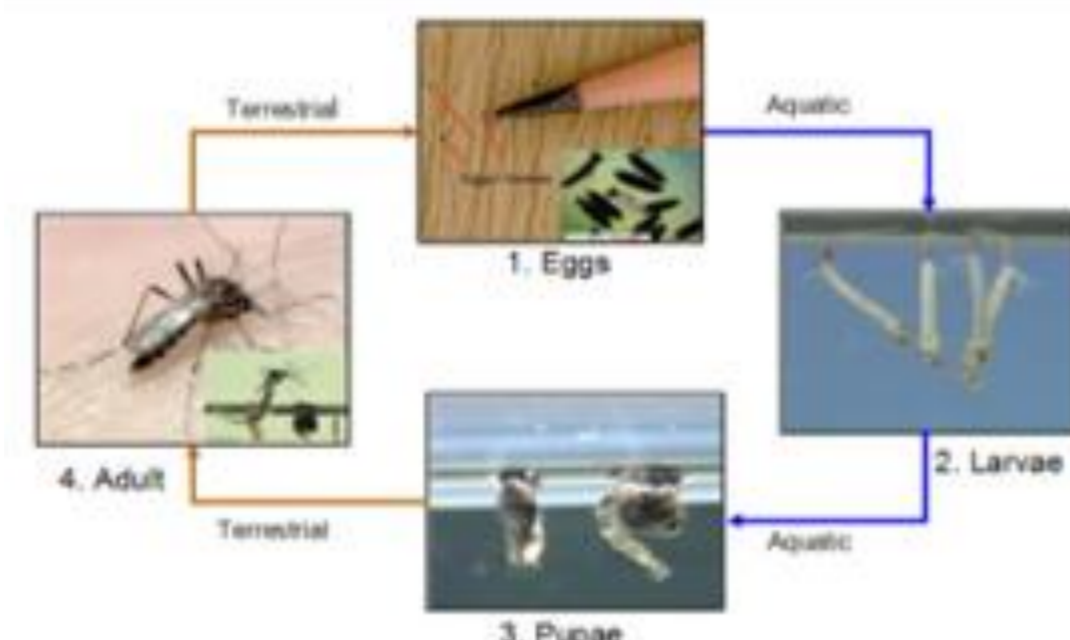 Terrestrial
Aquatic
1. Eggs
2. Larvae
4. Adult
Terrestrial
Aquatic
3. Pupae